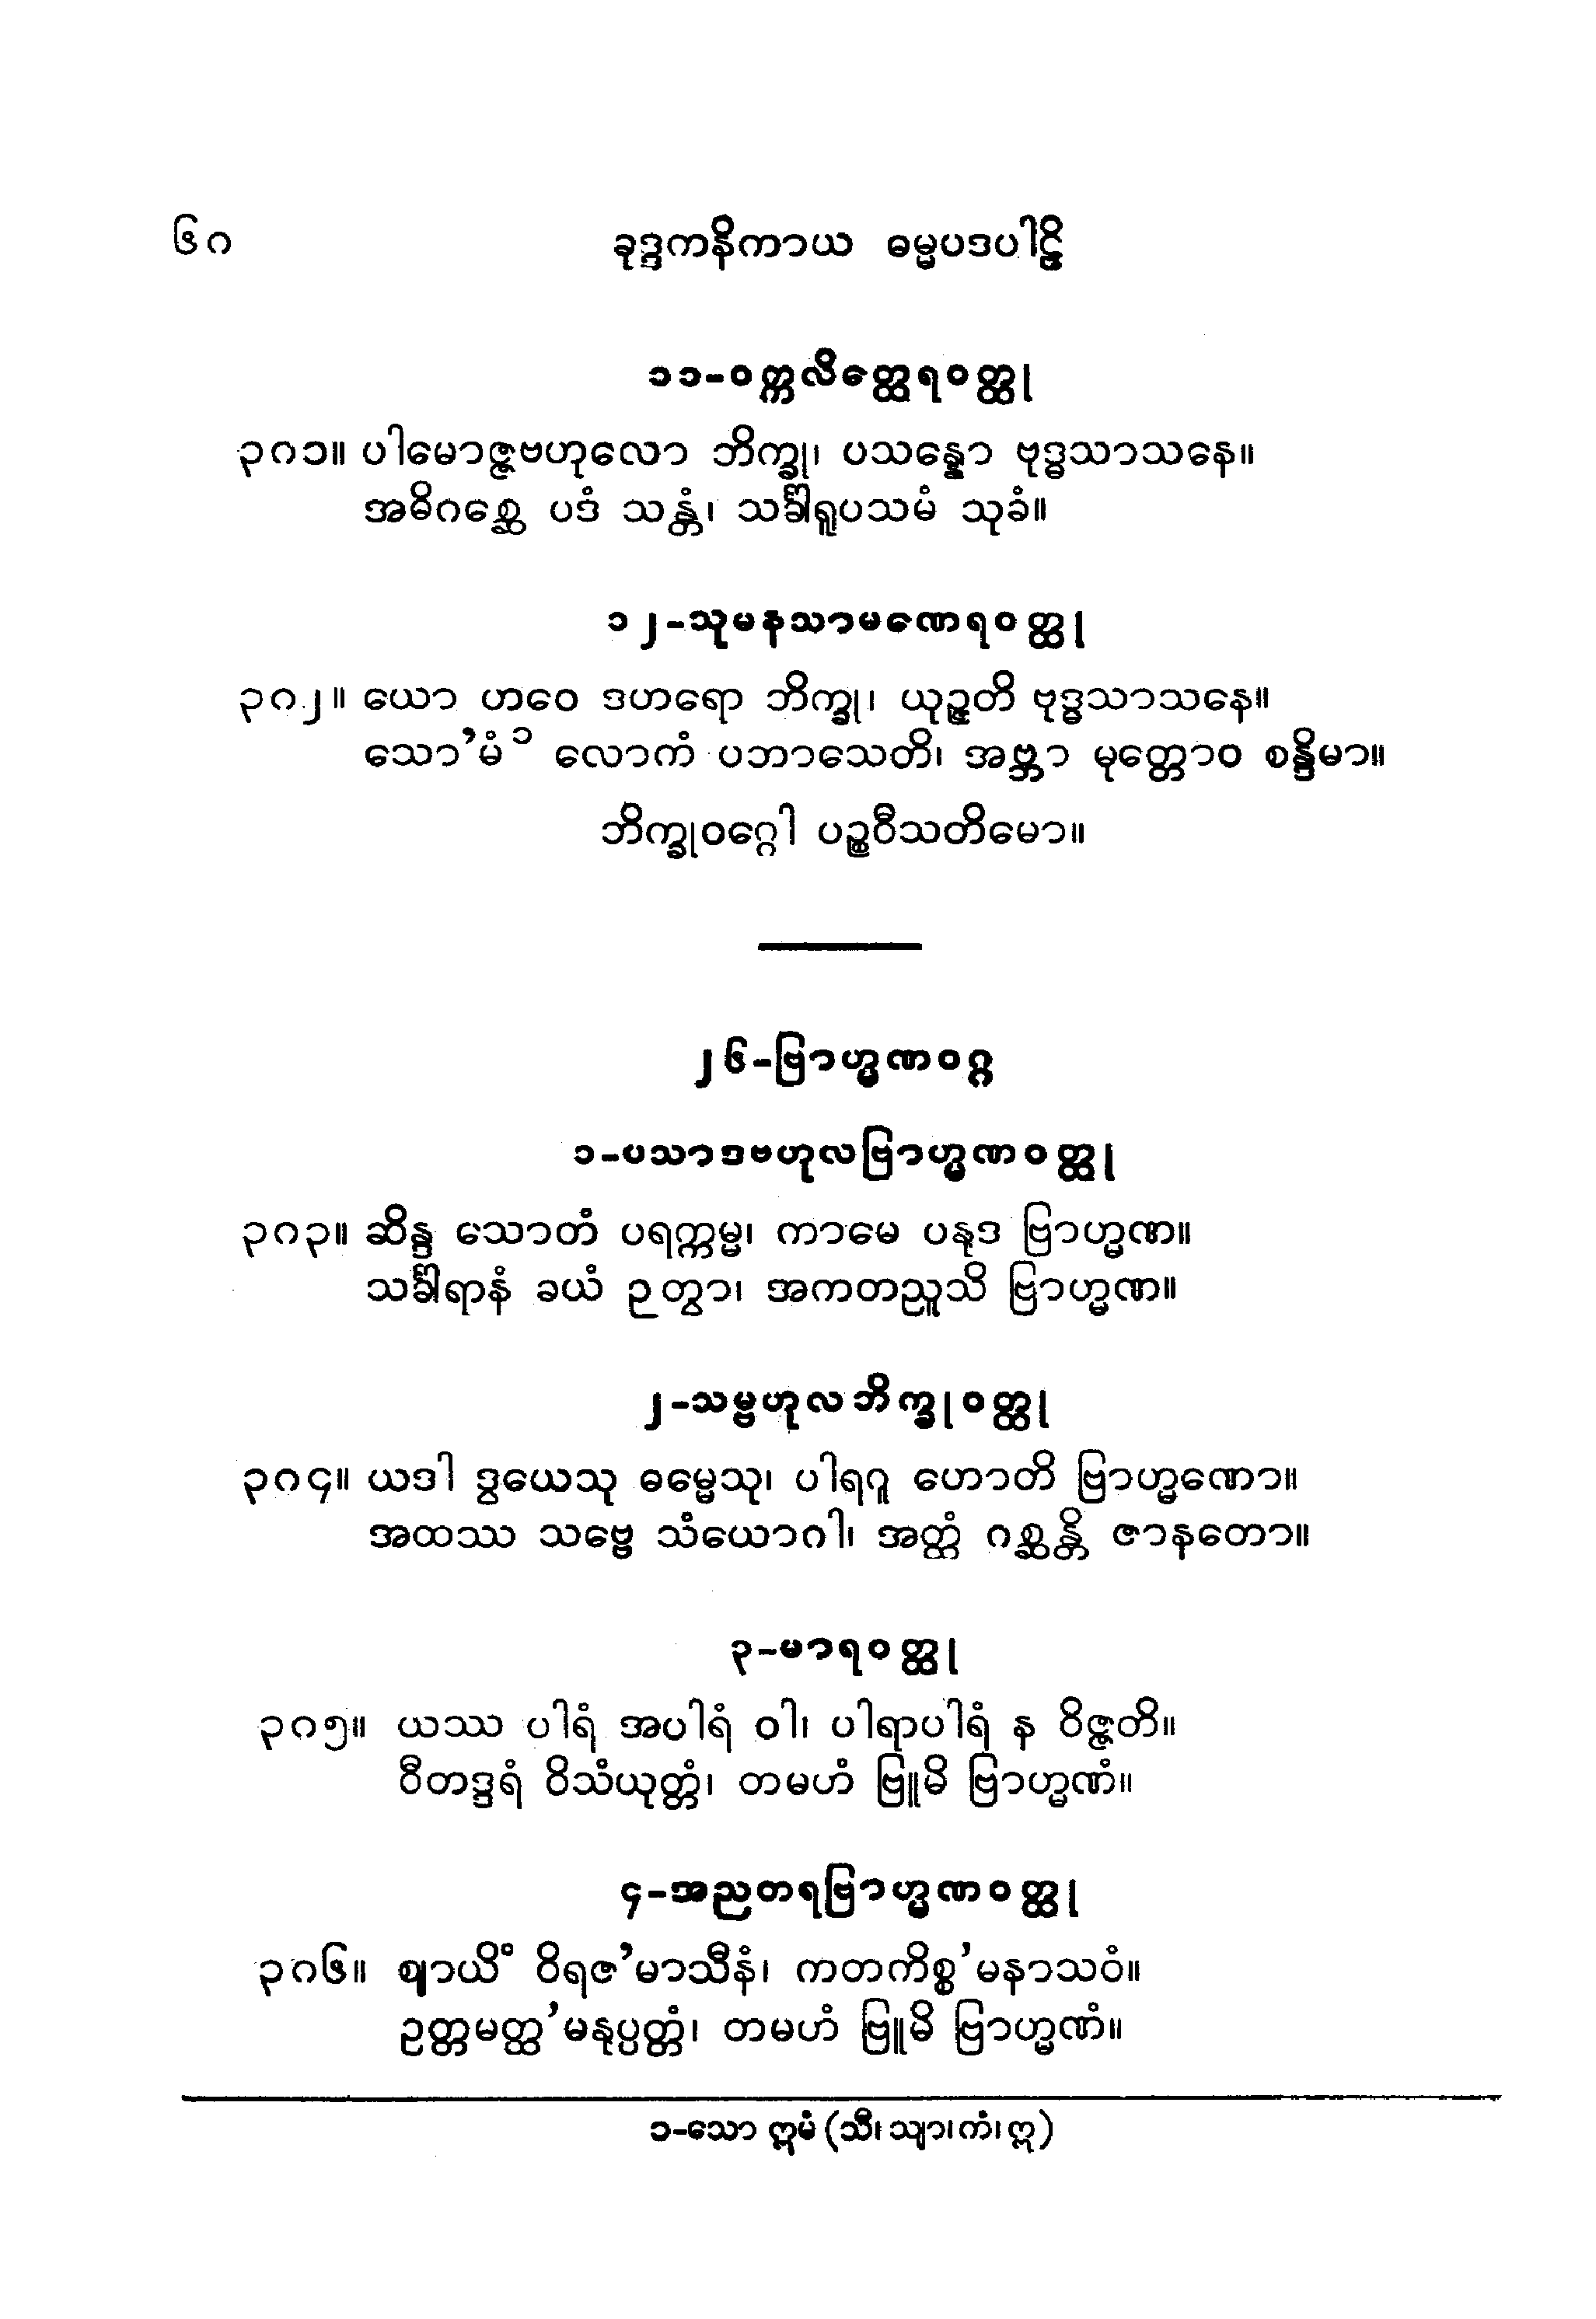 ၆၈ ခုဒ္ဒကနိကာယ ဓမ္မပဒပါဠိ
၁၁-ဝက္ကလိတ္ထေရဝတ္ထု
၃၈၁။ ပါမောဇ္ဇဗဟုလော ဘိက္ခု၊ ပသန္နော ဗုဒ္ဓသာသနေ။
အဓိဂစ္ဆေ ပဒံ သန္တံ၊ သင်္ခါရူပသမံ သုခံ။
၁၂-သုမနသာမဏေရဝတ္ထု
၃၈၂။ ယော ဟဝေ ဒဟရော ဘိက္ခု၊ ယုဉ္ဇတိ ဗုဒ္ဓသာသနေ။
သော’မံ ၁ လောကံ ပဘာသေတိ၊ အဗ္ဘာ မုတ္တောဝ စန္ဒိမာ။
ဘိက္ခုဝဂ္ဂေါ ပဉ္စဝီသတိမော။
၂၆-ဗြာဟ္မဏဝဂ္ဂ
၁-ပသာဒဗဟုလဗြာဟ္မဏဝတ္ထု
၃၈၃။ ဆိန္ဒ သောတံ ပရက္ကမ္မ၊ ကာမေ ပနုဒ ဗြာဟ္မဏ။
သင်္ခါရာနံ ခယံ ဉတွာ၊ အကတညူသိ ဗြာဟ္မဏ။
၂-သမ္ဗဟုလဘိက္ခုဝတ္ထု
၃၈၄။ ယဒါ ဒွယေသု ဓမ္မေသု၊ ပါရဂူ ဟောတိ ဗြာဟ္မဏော။
အထဿ သဗ္ဗေ သံယောဂါ၊ အတ္ထံ ဂစ္ဆန္တိ ဇာနတော။
၃-မာရဝတ္ထု
၃၈၅။ ယဿ ပါရံ အပါရံ ဝါ၊ ပါရာပါရံ န ဝိဇ္ဇတိ။
ဝီတဒ္ဒရံ ဝိသံယုတ္တံ၊ တမဟံ ဗြူမိ ဗြာဟ္မဏံ။
၄-အညတရဗြာဟ္မဏဝတ္ထု
၃၈၆။ ဈာယိံ ဝိရဇ’မာသီနံ၊ ကတကိစ္စ’မနာသဝံ။
ဥတ္တမတ္ထ’မနုပ္ပတ္တံ၊ တမဟံ ဗြူမိ ဗြာဟ္မဏံ။
၁-သော ဣမံ (သီ၊ သျာ၊ ကံ၊ ဣ)